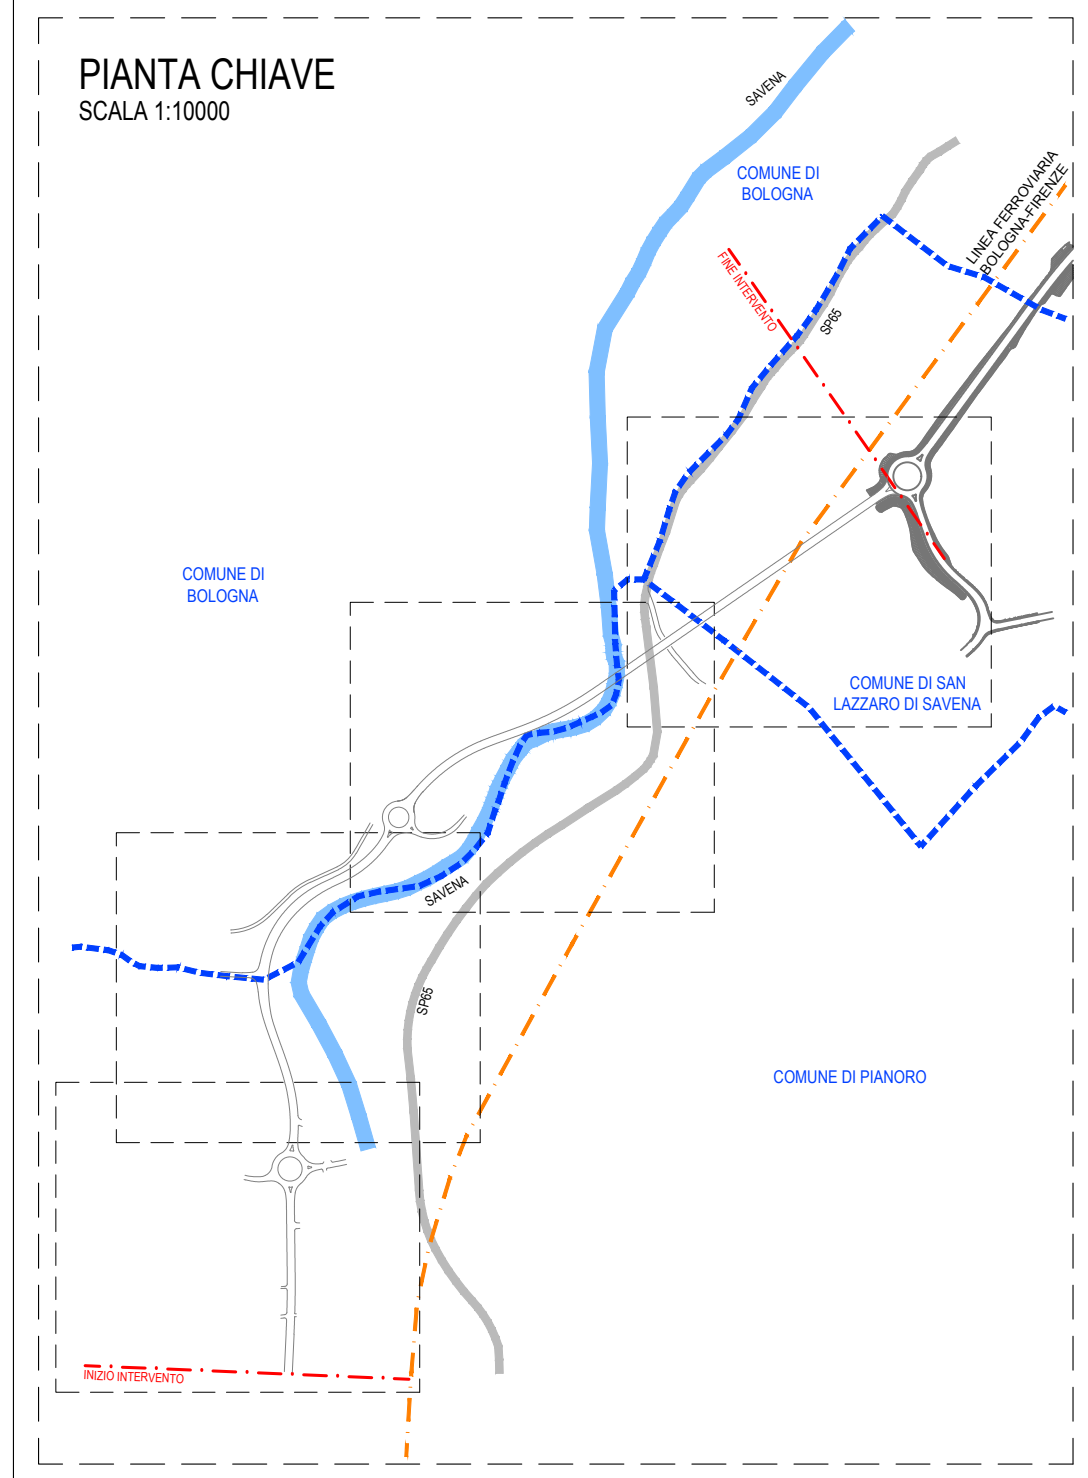 PIANTA CHIAVE
SCALA 1:10000
SAVENA
COMUNE DI
BOLOGNA
LINEA FERROVIARIA
BOLOGNA-FIRENZE
FINE INTERVENTO
SP65
COMUNE DI
BOLOGNA
COMUNE DI SAN
LAZZARO DI SAVENA
SAVENA
SP65
COMUNE DI PIANORO
INIZIO INTERVENTO